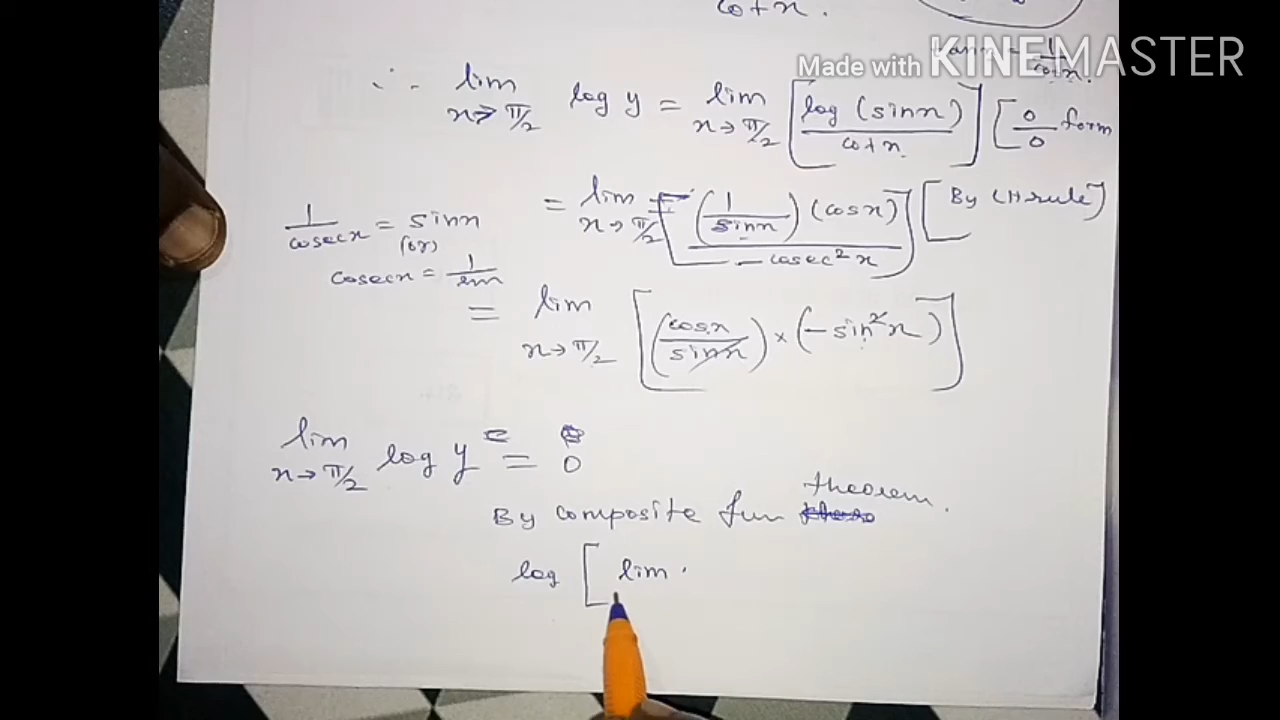 cot x.
Made with KINEMASTER
∴ lim x→π/2 log y = lim x→π/2 [log (sin x) / cot x] [0/0 form
= lim x→π/2 [(1/sin x) (cos x) / - cosec² x] [By LH rule]
1/cosec x = sin x
(or)
cosec x = 1/sin
= lim x→π/2 [(cos x / sin x) × (- sin² x)]
lim x→π/2 log y = 0
By composite fun theorem.
log [ lim